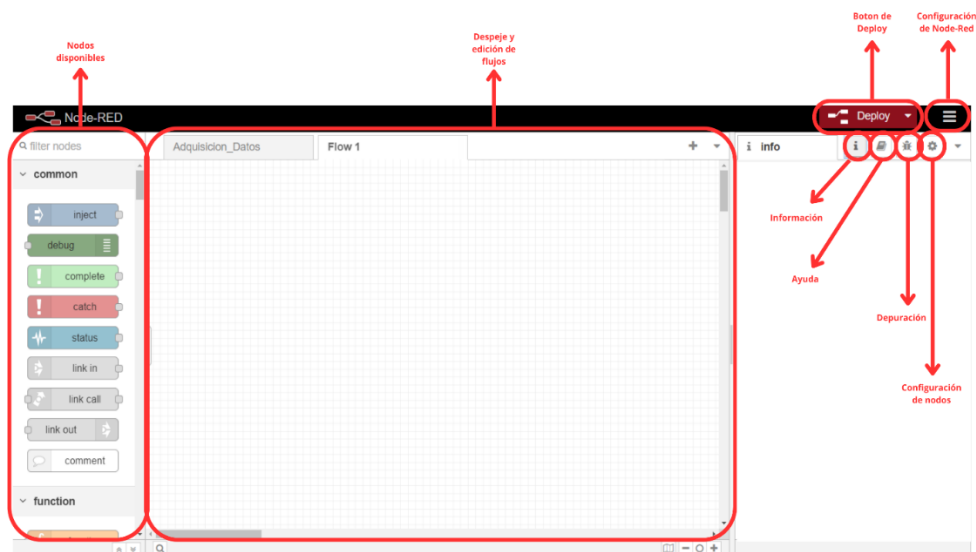 Boton de
Deploy
Configuración
de Node-Red
Nodos
disponibles
Despeje y
edición de
flujos
Node-RED
Deploy
filter nodes
Adquisicion_Datos
Flow 1
i info
i
common
inject
debug
complete
catch
status
link in
link call
link out
comment
function
Información
Ayuda
Depuración
Configuración
de nodos